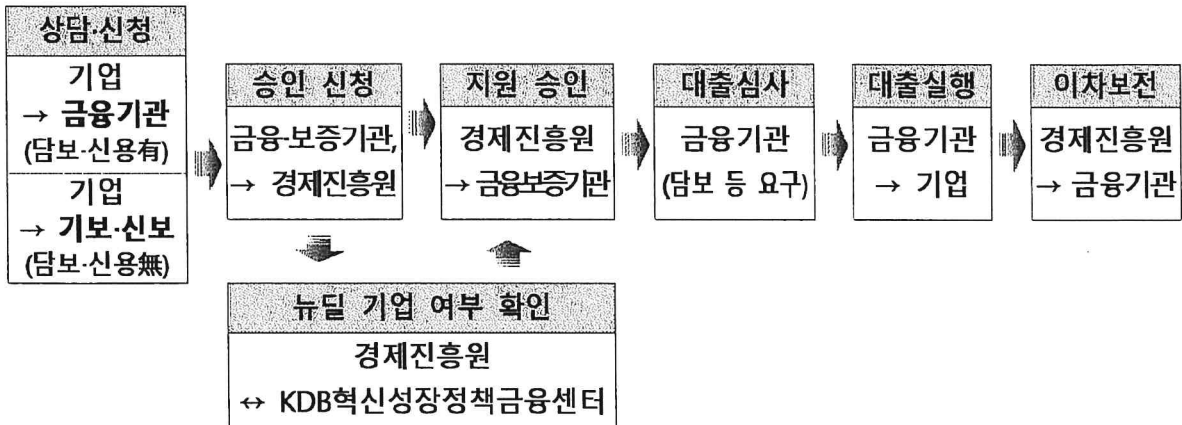 상담·신청
기업
→ 금융기관
(담보·신용有)
기업
→ 기보·신보
(담보·신용無)
승인 신청
금융·보증기관,
→ 경제진흥원
지원 승인
경제진흥원
→ 금융보증기관
대출심사
금융기관
(담보 등 요구)
대출실행
금융기관
→ 기업
이차보전
경제진흥원
→ 금융기관
뉴딜 기업 여부 확인
경제진흥원
↔ KDB혁신성장정책금융센터